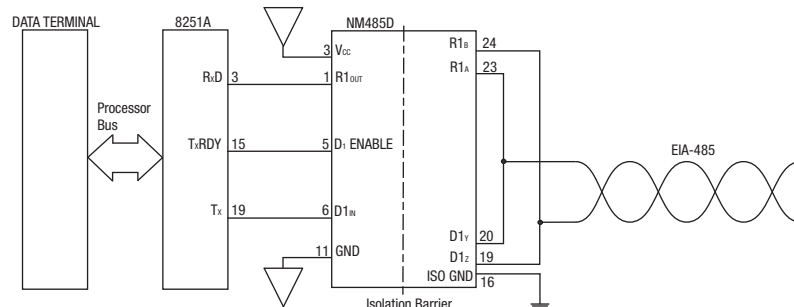 DATA TERMINAL
8251A
NM485D
3 Vcc
R1B 24
R1A 23
RxD 3
1 R1OUT
Processor
Bus
TxRDY 15
5 D1 ENABLE
EIA-485
Tx 19
6 D1IN
D1Y 20
11 GND
D1Z 19
ISO GND
16
Isolation Barrier